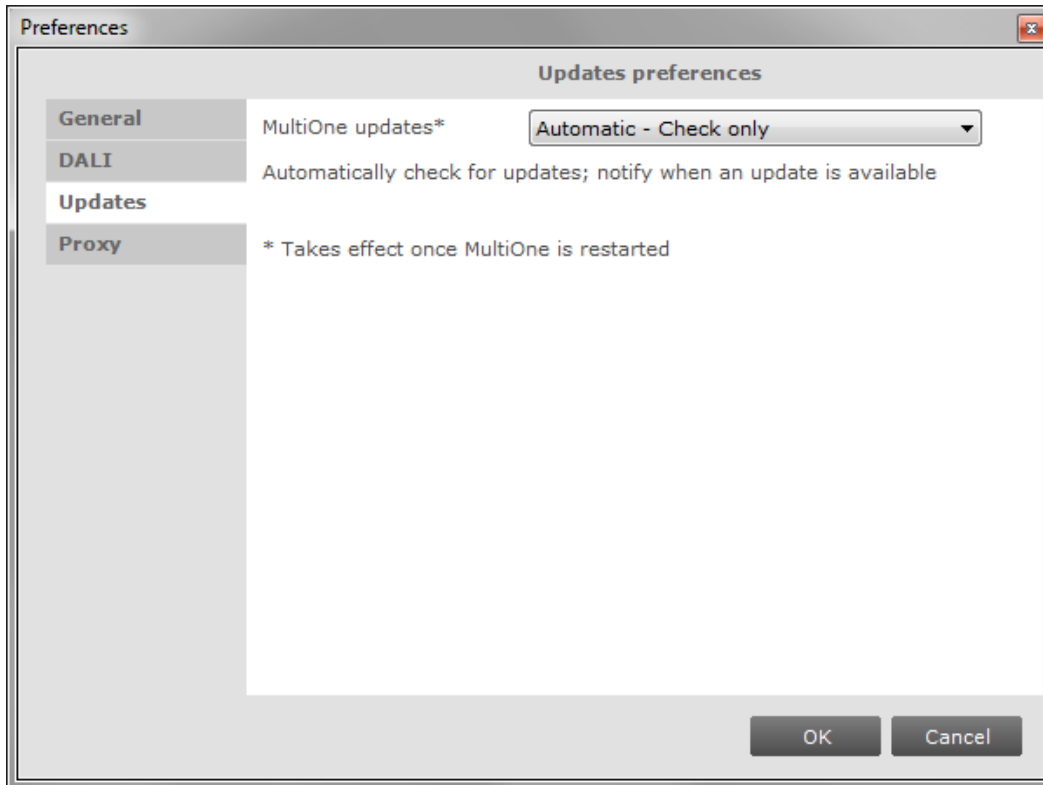 Preferences
Updates preferences
General
DALI
Updates
Proxy
MultiOne updates*
Automatic - Check only
Automatically check for updates; notify when an update is available
* Takes effect once MultiOne is restarted
OK
Cancel